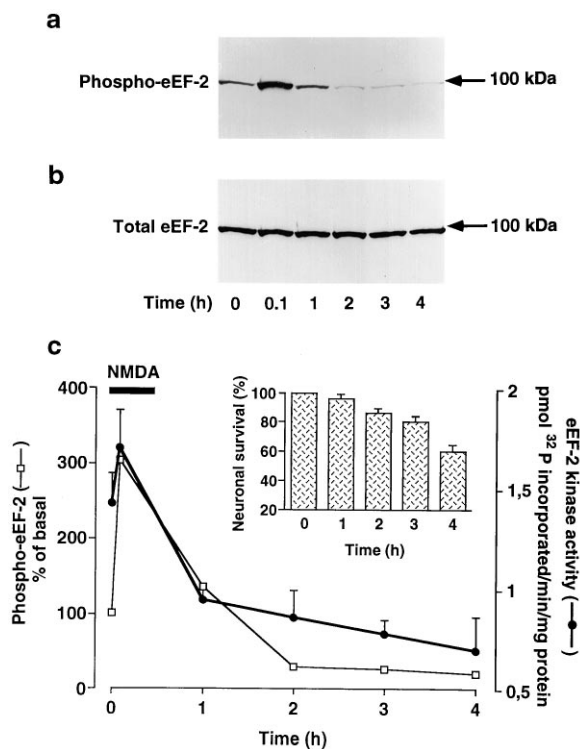 a
Phospho-eEF-2
100 kDa
b
Total eEF-2
100 kDa
Time (h) 0 0.1 1 2 3 4
c
NMDA
400
300
200
100
0
Phospho-eEF-2 (—□—)
% of basal
0 1 2 3 4
Time (h)
Neuronal survival (%)
100
80
60
40
20
0 1 2 3 4
Time (h)
2
1,5
1
0,5
eEF-2 kinase activity (—●—)
pmol ³²P incorporated/min/mg protein